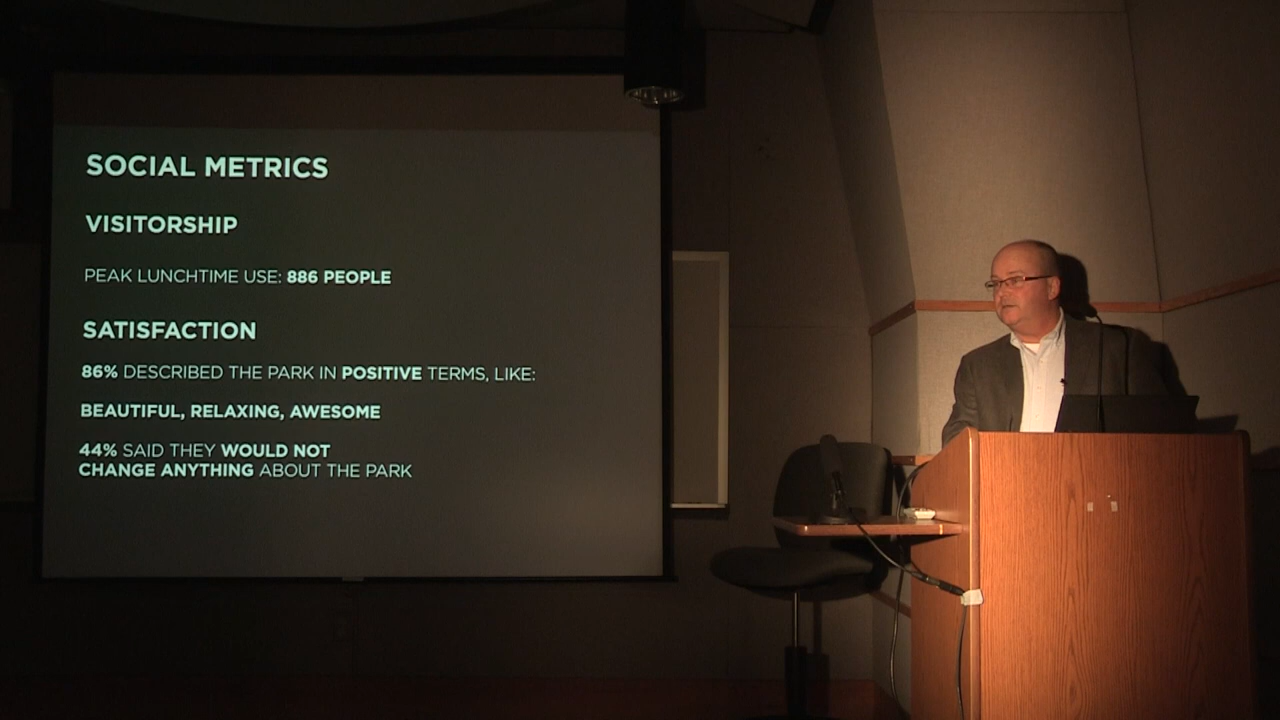 SOCIAL METRICS
VISITORSHIP
PEAK LUNCHTIME USE: 886 PEOPLE
SATISFACTION
86% DESCRIBED THE PARK IN POSITIVE TERMS, LIKE:
BEAUTIFUL, RELAXING, AWESOME
44% SAID THEY WOULD NOT
CHANGE ANYTHING ABOUT THE PARK